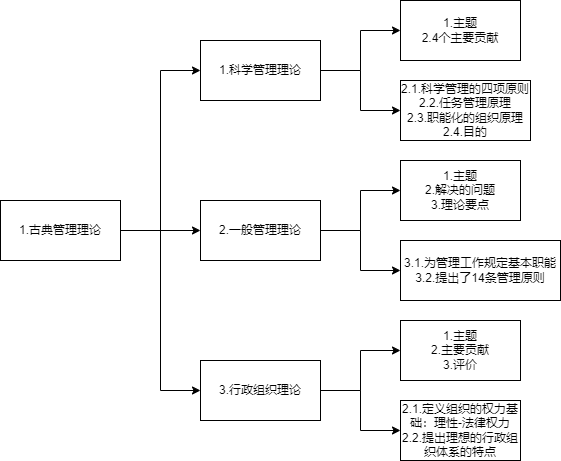 1.古典管理理论
1.科学管理理论
1.主题
2.4个主要贡献
2.1.科学管理的四项原则
2.2.任务管理原理
2.3.职能化的组织原理
2.4.目的
2.一般管理理论
1.主题
2.解决的问题
3.理论要点
3.1.为管理工作规定基本职能
3.2.提出了14条管理原则
3.行政组织理论
1.主题
2.主要贡献
3.评价
2.1.定义组织的权力基
础：理性-法律权力
2.2.提出理想的行政组
织体系的特点